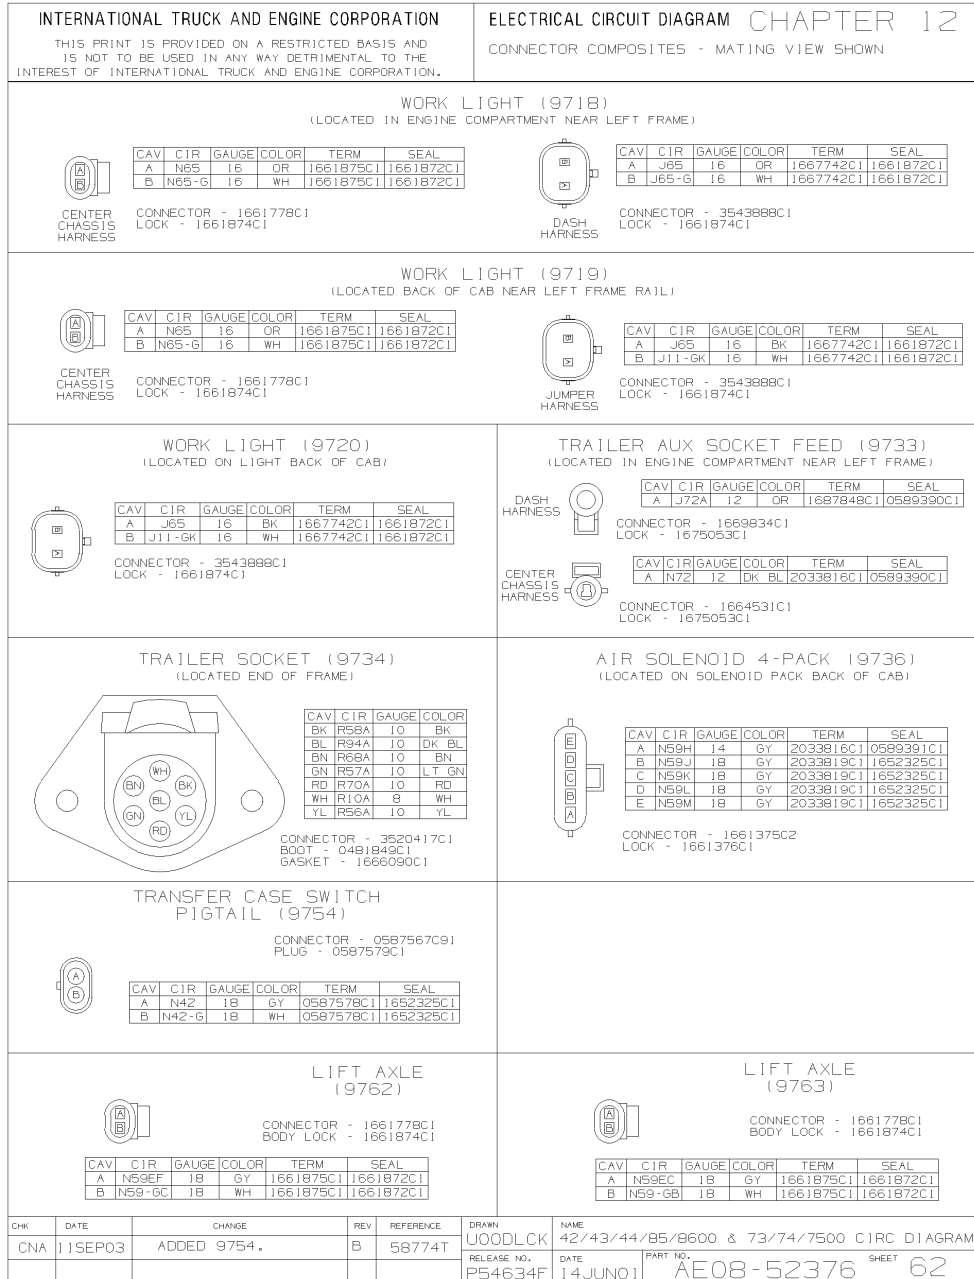 INTERNATIONAL TRUCK AND ENGINE CORPORATION
THIS PRINT IS PROVIDED ON A RESTRICTED BASIS AND
IS NOT TO BE USED IN ANY WAY DETRIMENTAL TO THE
INTEREST OF INTERNATIONAL TRUCK AND ENGINE CORPORATION.
ELECTRICAL CIRCUIT DIAGRAM CHAPTER 12
CONNECTOR COMPOSITES - MATING VIEW SHOWN
WORK LIGHT (9718)
(LOCATED IN ENGINE COMPARTMENT NEAR LEFT FRAME)
A
B
CENTER
CHASSIS
HARNESS
CAV CIR GAUGE COLOR TERM SEAL
A N65 16 OR 1661875C1 1661872C1
B N65-G 16 WH 1661875C1 1661872C1
CONNECTOR - 1661778C1
LOCK - 1661874C1
B
A
DASH
HARNESS
CAV CIR GAUGE COLOR TERM SEAL
A J65 16 OR 1667742C1 1661872C1
B J65-G 16 WH 1667742C1 1661872C1
CONNECTOR - 3543888C1
LOCK - 1661874C1
WORK LIGHT (9719)
(LOCATED BACK OF CAB NEAR LEFT FRAME RAIL)
A
B
CENTER
CHASSIS
HARNESS
CAV CIR GAUGE COLOR TERM SEAL
A N65 16 OR 1661875C1 1661872C1
B N65-G 16 WH 1661875C1 1661872C1
CONNECTOR - 1661778C1
LOCK - 1661874C1
B
A
JUMPER
HARNESS
CAV CIR GAUGE COLOR TERM SEAL
A J65 16 BK 1667742C1 1661872C1
B J11-GK 16 WH 1667742C1 1661872C1
CONNECTOR - 3543888C1
LOCK - 1661874C1
WORK LIGHT (9720)
(LOCATED ON LIGHT BACK OF CAB)
B
A
CAV CIR GAUGE COLOR TERM SEAL
A J65 16 BK 1667742C1 1661872C1
B J11-GK 16 WH 1667742C1 1661872C1
CONNECTOR - 3543888C1
LOCK - 1661874C1
TRAILER AUX SOCKET FEED (9733)
(LOCATED IN ENGINE COMPARTMENT NEAR LEFT FRAME)
DASH
HARNESS
CAV CIR GAUGE COLOR TERM SEAL
A J72A 12 OR 1687848C1 0589390C1
CONNECTOR - 1669834C1
LOCK - 1675053C1
CENTER
CHASSIS
HARNESS
CAV CIR GAUGE COLOR TERM SEAL
A N72 12 DK BL 2033816C1 0589390C1
CONNECTOR - 1664531C1
LOCK - 1675053C1
TRAILER SOCKET (9734)
(LOCATED END OF FRAME)
WH
BN BK
BL
GN YL
RD
CAV CIR GAUGE COLOR
BK R58A 10 BK
BL R94A 10 DK BL
BN R68A 10 BN
GN R57A 10 LT GN
RD R70A 10 RD
WH R10A 8 WH
YL R56A 10 YL
CONNECTOR - 3520417C1
BOOT - 0481849C1
GASKET - 1666090C1
AIR SOLENOID 4-PACK (9736)
(LOCATED ON SOLENOID PACK BACK OF CAB)
E
D
C
B
A
CAV CIR GAUGE COLOR TERM SEAL
A N59H 14 GY 2033816C1 0589391C1
B N59J 18 GY 2033819C1 1652325C1
C N59K 18 GY 2033819C1 1652325C1
D N59L 18 GY 2033819C1 1652325C1
E N59M 18 GY 2033819C1 1652325C1
CONNECTOR - 1661375C2
LOCK - 1661376C1
TRANSFER CASE SWITCH
PIGTAIL (9754)
CONNECTOR - 0587567C91
PLUG - 0587579C1
A
B
CAV CIR GAUGE COLOR TERM SEAL
A N42 18 GY 0587578C1 1652325C1
B N42-G 18 WH 0587578C1 1652325C1
LIFT AXLE
(9762)
A
B
CONNECTOR - 1661778C1
BODY LOCK - 1661874C1
CAV CIR GAUGE COLOR TERM SEAL
A N59EF 18 GY 1661875C1 1661872C1
B N59-GC 18 WH 1661875C1 1661872C1
LIFT AXLE
(9763)
A
B
CONNECTOR - 1661778C1
BODY LOCK - 1661874C1
CAV CIR GAUGE COLOR TERM SEAL
A N59EC 18 GY 1661875C1 1661872C1
B N59-GB 18 WH 1661875C1 1661872C1
CHK DATE CHANGE REV REFERENCE
CNA 11SEP03 ADDED 9754. B 58774T
DRAWN UOODLCK
NAME 42/43/44/85/8600 & 73/74/7500 CIRC DIAGRAM
RELEASE NO. P54634F
DATE 14JUN01
PART NO. AE08-52376
SHEET 62